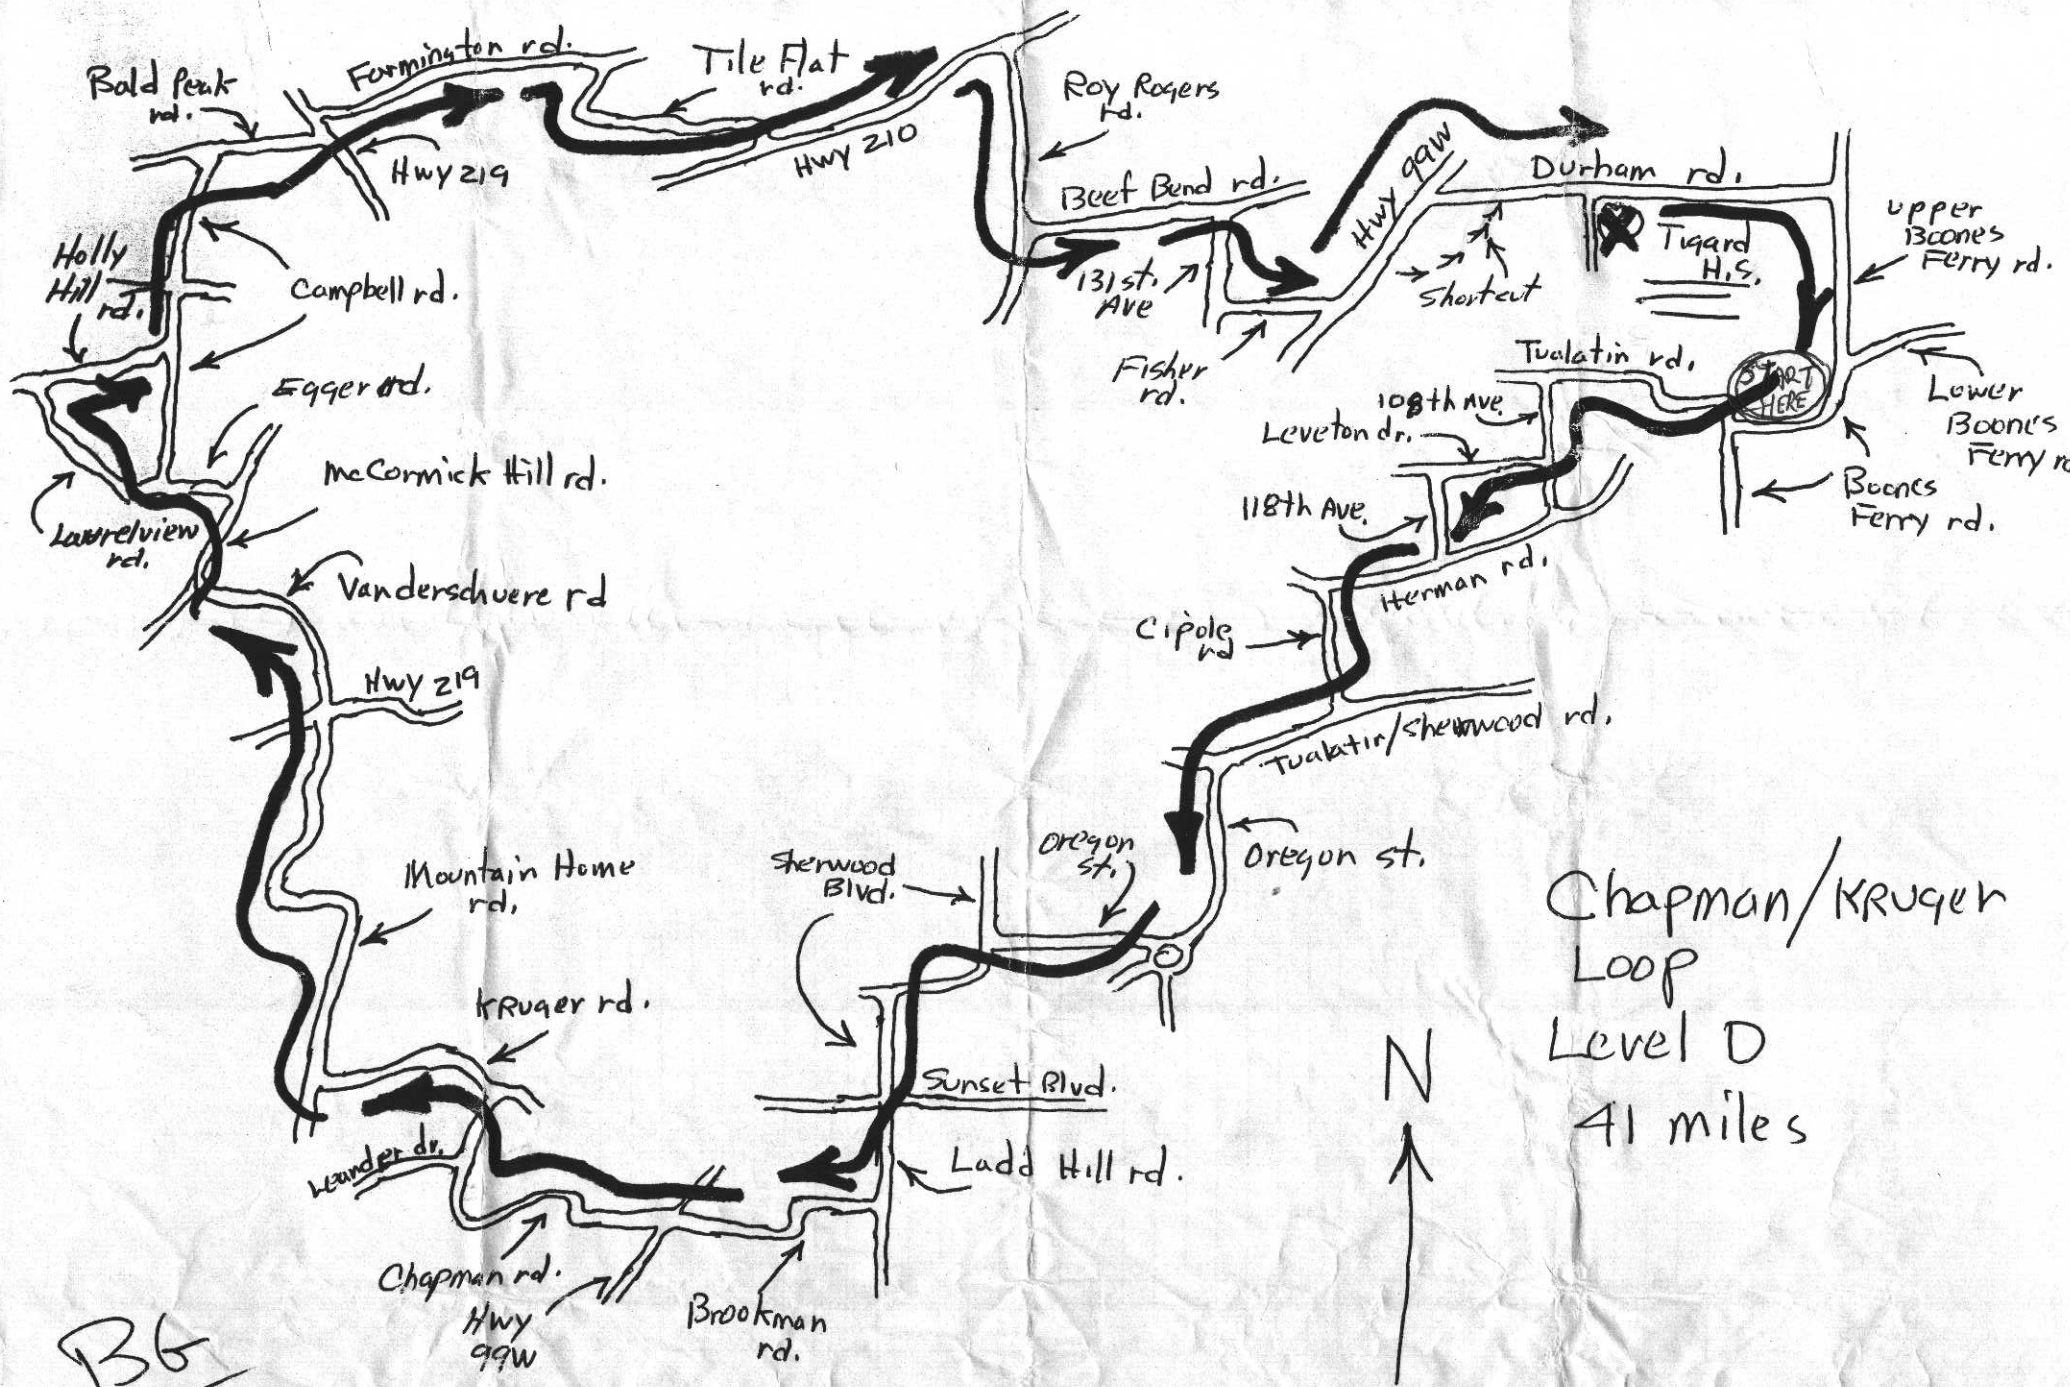 Farmington rd.
Bald Peak
rd.
Tile Flat
rd.
Hwy 219
Hwy 210
Roy Rogers
rd.
Beef Bend rd.
Hwy 99W
Durham rd.
Upper
Boones
Ferry rd.
Tigard
H.S.
Holly
Hill
rd.
Campbell rd.
131st.
Ave
Shortcut
Fisher
rd.
Tualatin rd.
START
HERE
Lower
Boones
Ferry rd
Egger rd.
108th Ave.
Leveton dr.
McCormick Hill rd.
118th Ave.
Boones
Ferry rd.
Laurelview
rd.
Vanderschuere rd
Herman rd.
Cipole
rd
Hwy 219
Tualatin/Sherwood rd.
Mountain Home
rd.
Sherwood
Blvd.
Oregon
st.
Oregon st.
Chapman/KRUger
Loop
Level D
41 miles
KRUger rd.
N
Sunset Blvd.
Leander dr.
Ladd Hill rd.
Chapman rd.
Hwy
99W
Brookman
rd.
BG